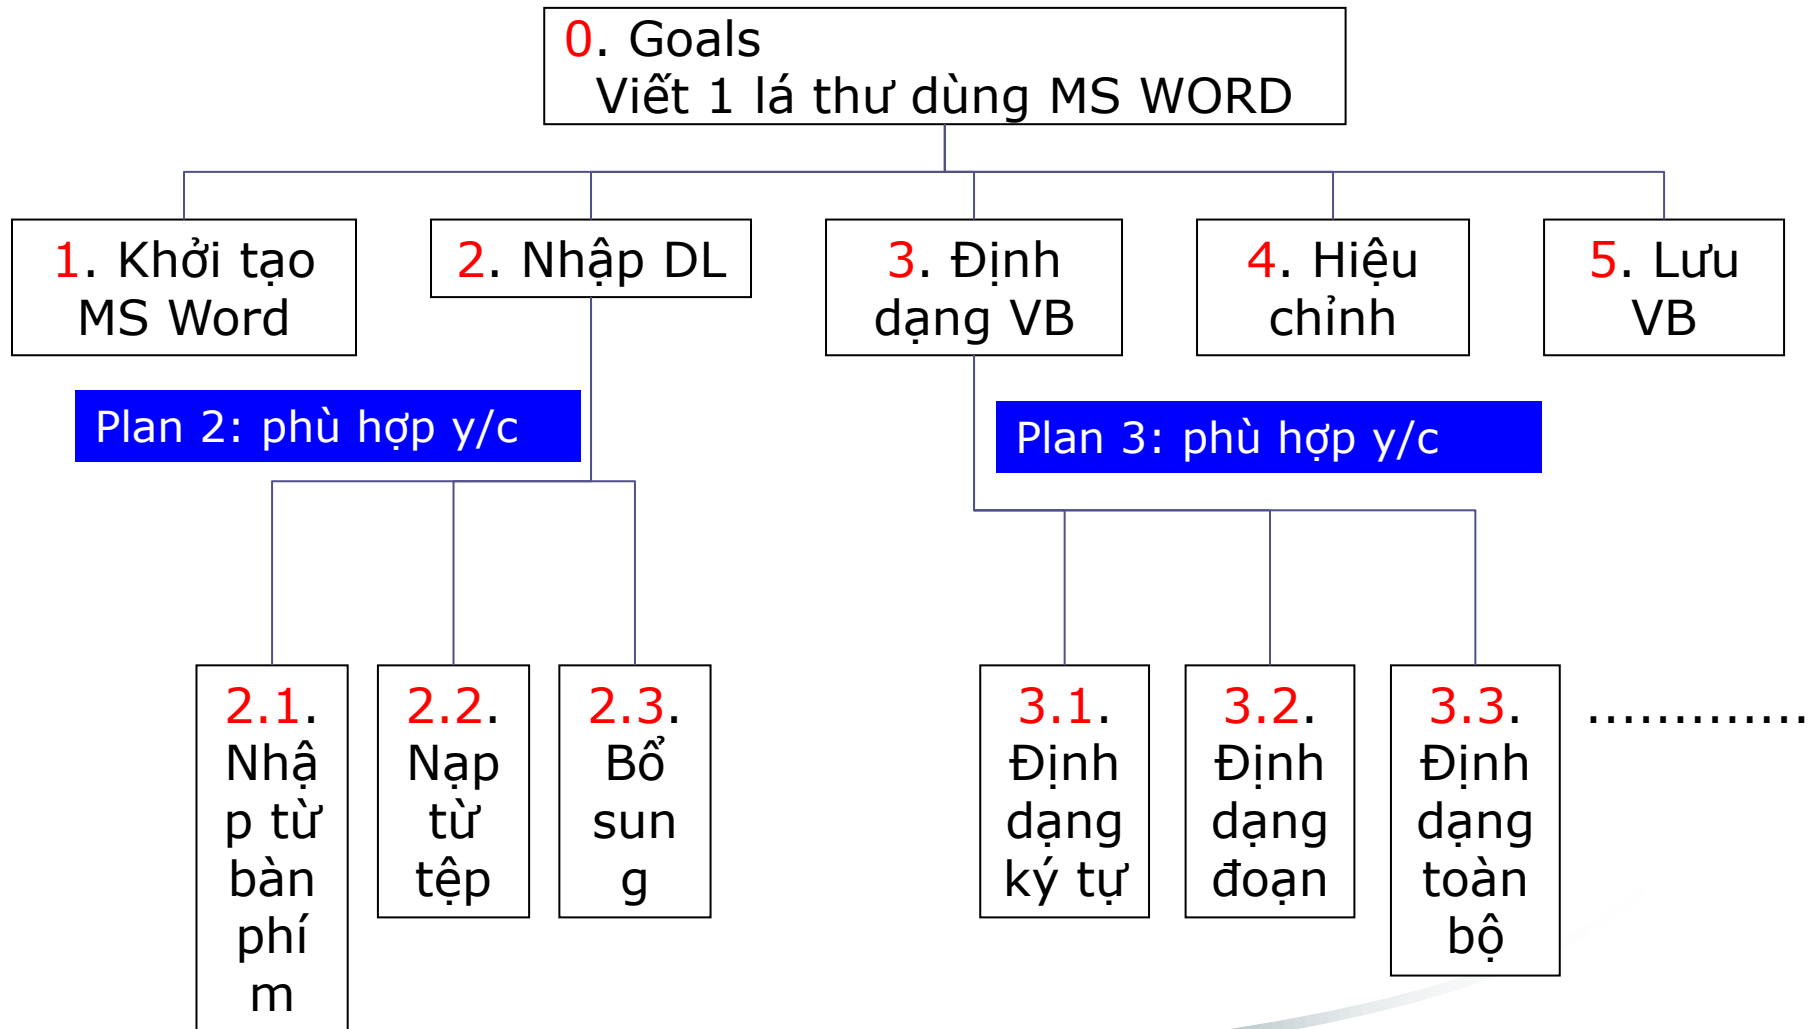 0. Goals
Viết 1 lá thư dùng MS WORD
1. Khởi tạo
MS Word
2. Nhập DL
3. Định
dạng VB
4. Hiệu
chỉnh
5. Lưu
VB
Plan 2: phù hợp y/c
Plan 3: phù hợp y/c
2.1.
Nhậ
p từ
bàn
phí
m
2.2.
Nạp
từ
tệp
2.3.
Bổ
sun
g
3.1.
Định
dạng
ký tự
3.2.
Định
dạng
đoạn
3.3.
Định
dạng
toàn
bộ
.............